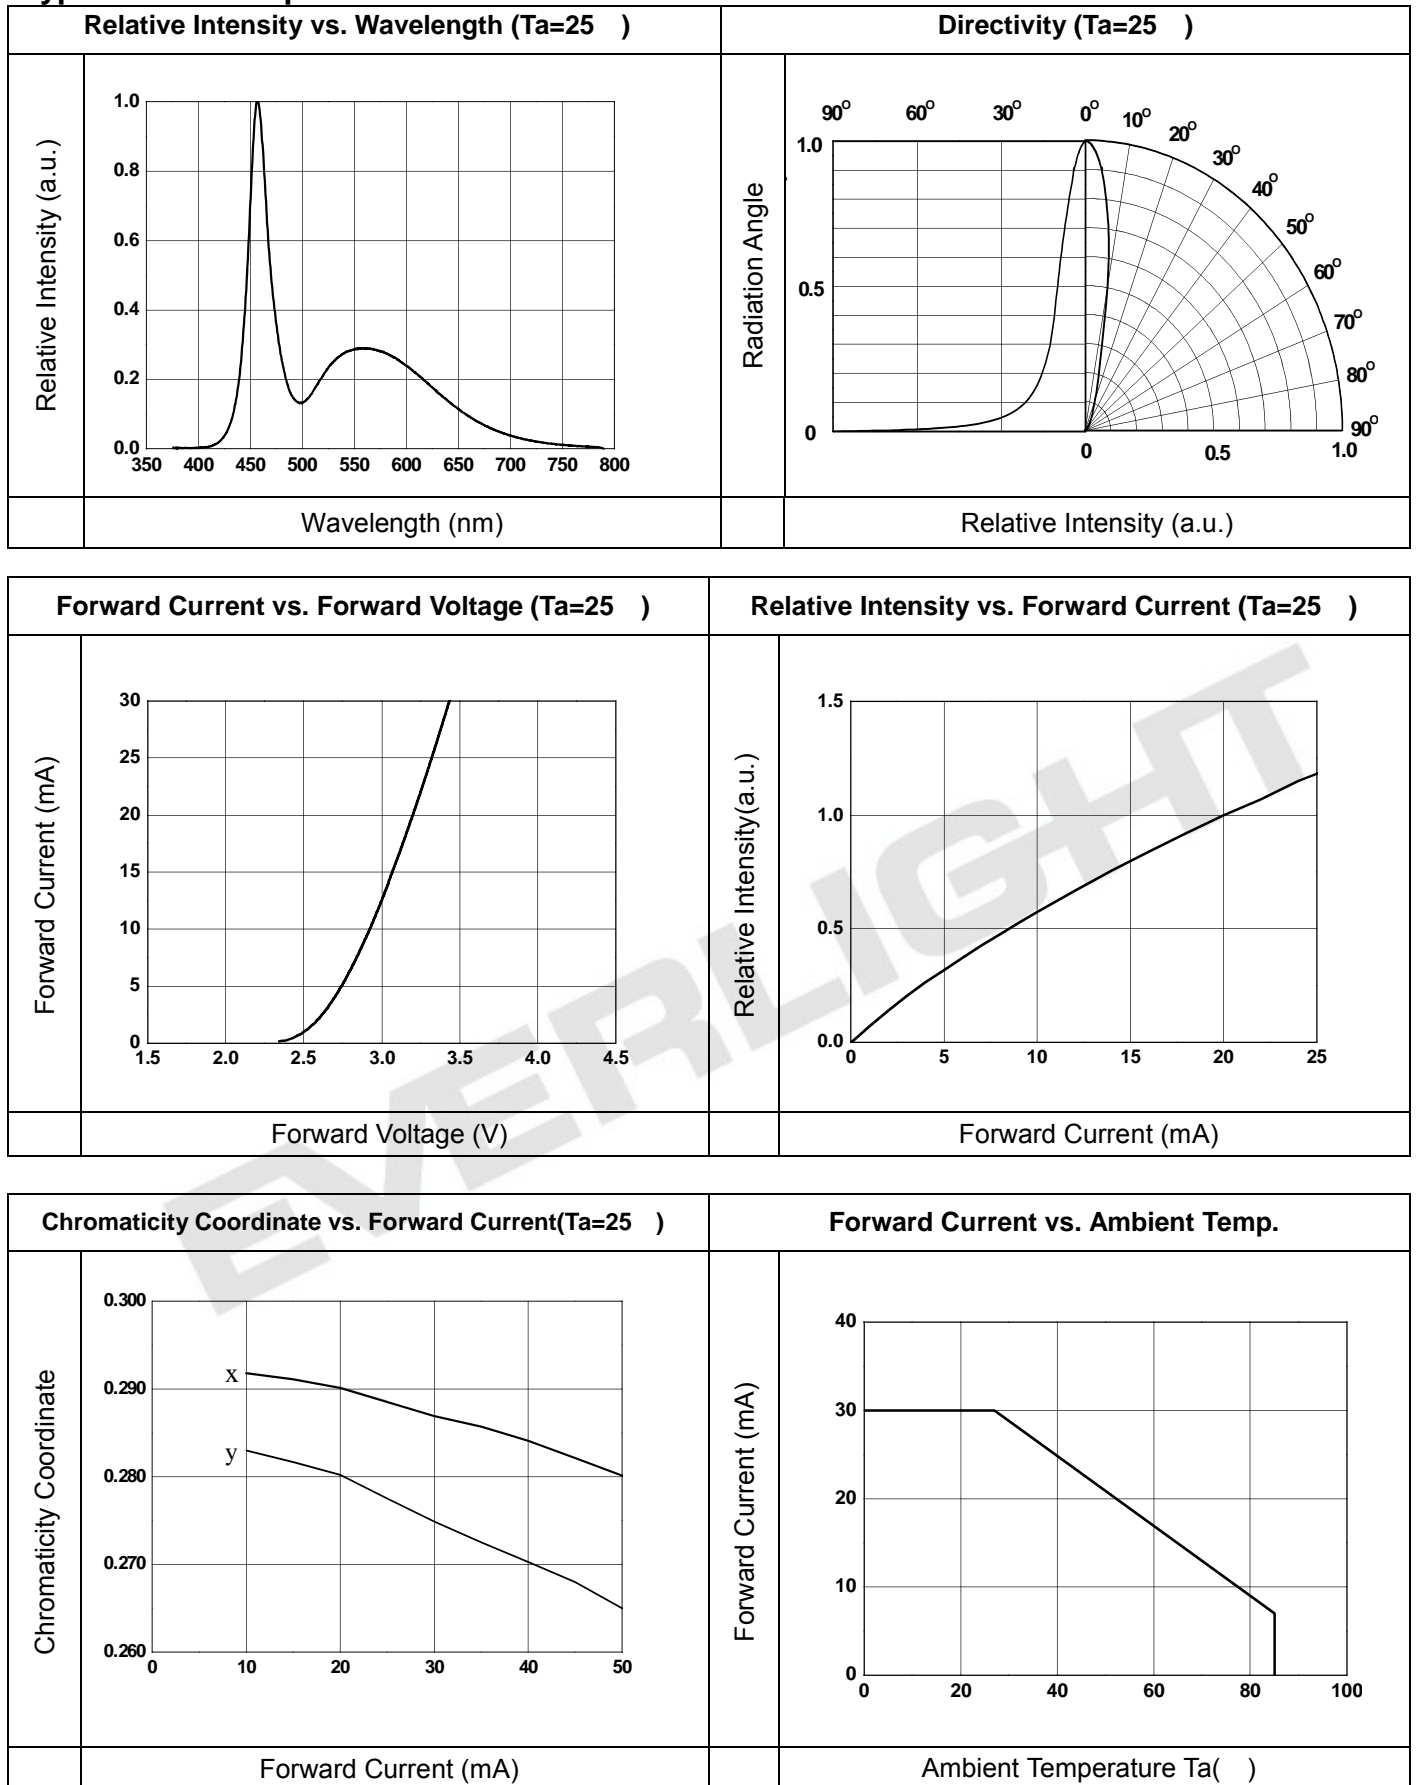 Relative Intensity vs. Wavelength (Ta=25 )
Directivity (Ta=25 )
Relative Intensity (a.u.)
1.0
0.8
0.6
0.4
0.2
0.0
350 400 450 500 550 600 650 700 750 800
Wavelength (nm)
Radiation Angle
90° 60° 30° 0° 10° 20° 30° 40° 50° 60° 70° 80° 90°
1.0
0.5
0
0 0.5 1.0
Relative Intensity (a.u.)
Forward Current vs. Forward Voltage (Ta=25 )
Relative Intensity vs. Forward Current (Ta=25 )
Forward Current (mA)
30
25
20
15
10
5
0
1.5 2.0 2.5 3.0 3.5 4.0 4.5
Forward Voltage (V)
Relative Intensity(a.u.)
1.5
1.0
0.5
0.0
0 5 10 15 20 25
Forward Current (mA)
EVERLIGHT
Chromaticity Coordinate vs. Forward Current(Ta=25 )
Forward Current vs. Ambient Temp.
Chromaticity Coordinate
0.300
0.290
0.280
0.270
0.260
x
y
0 10 20 30 40 50
Forward Current (mA)
Forward Current (mA)
40
30
20
10
0
0 20 40 60 80 100
Ambient Temperature Ta( )